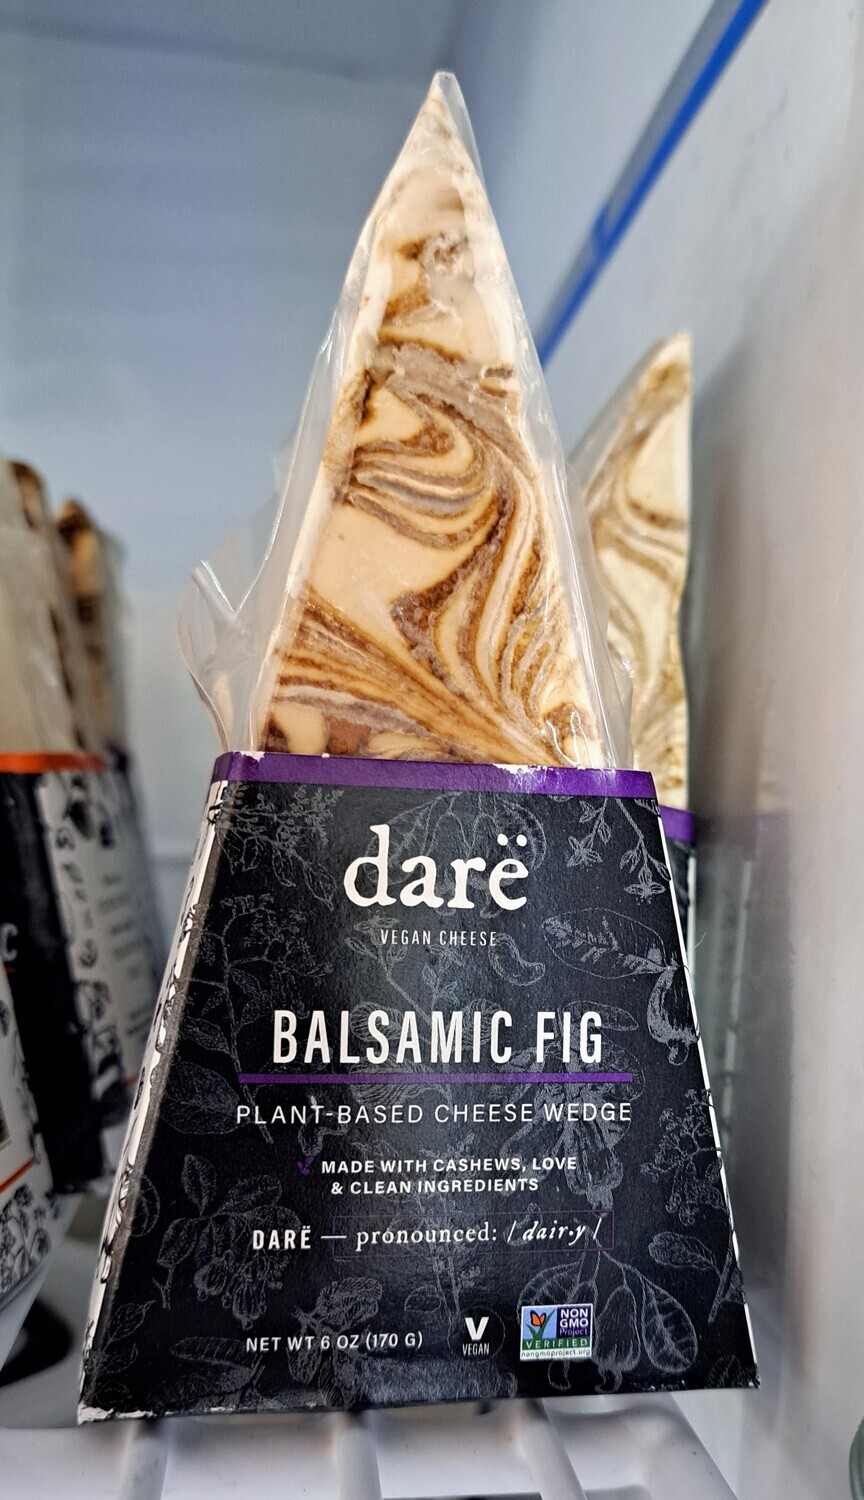 darë
VEGAN CHEESE
BALSAMIC FIG
PLANT-BASED CHEESE WEDGE
MADE WITH CASHEWS, LOVE
& CLEAN INGREDIENTS
DARË — pronounced: / dair·y /
NET WT 6 OZ (170 G)
V
VEGAN
NON
GMO
Project
VERIFIED
nongmoproject.org